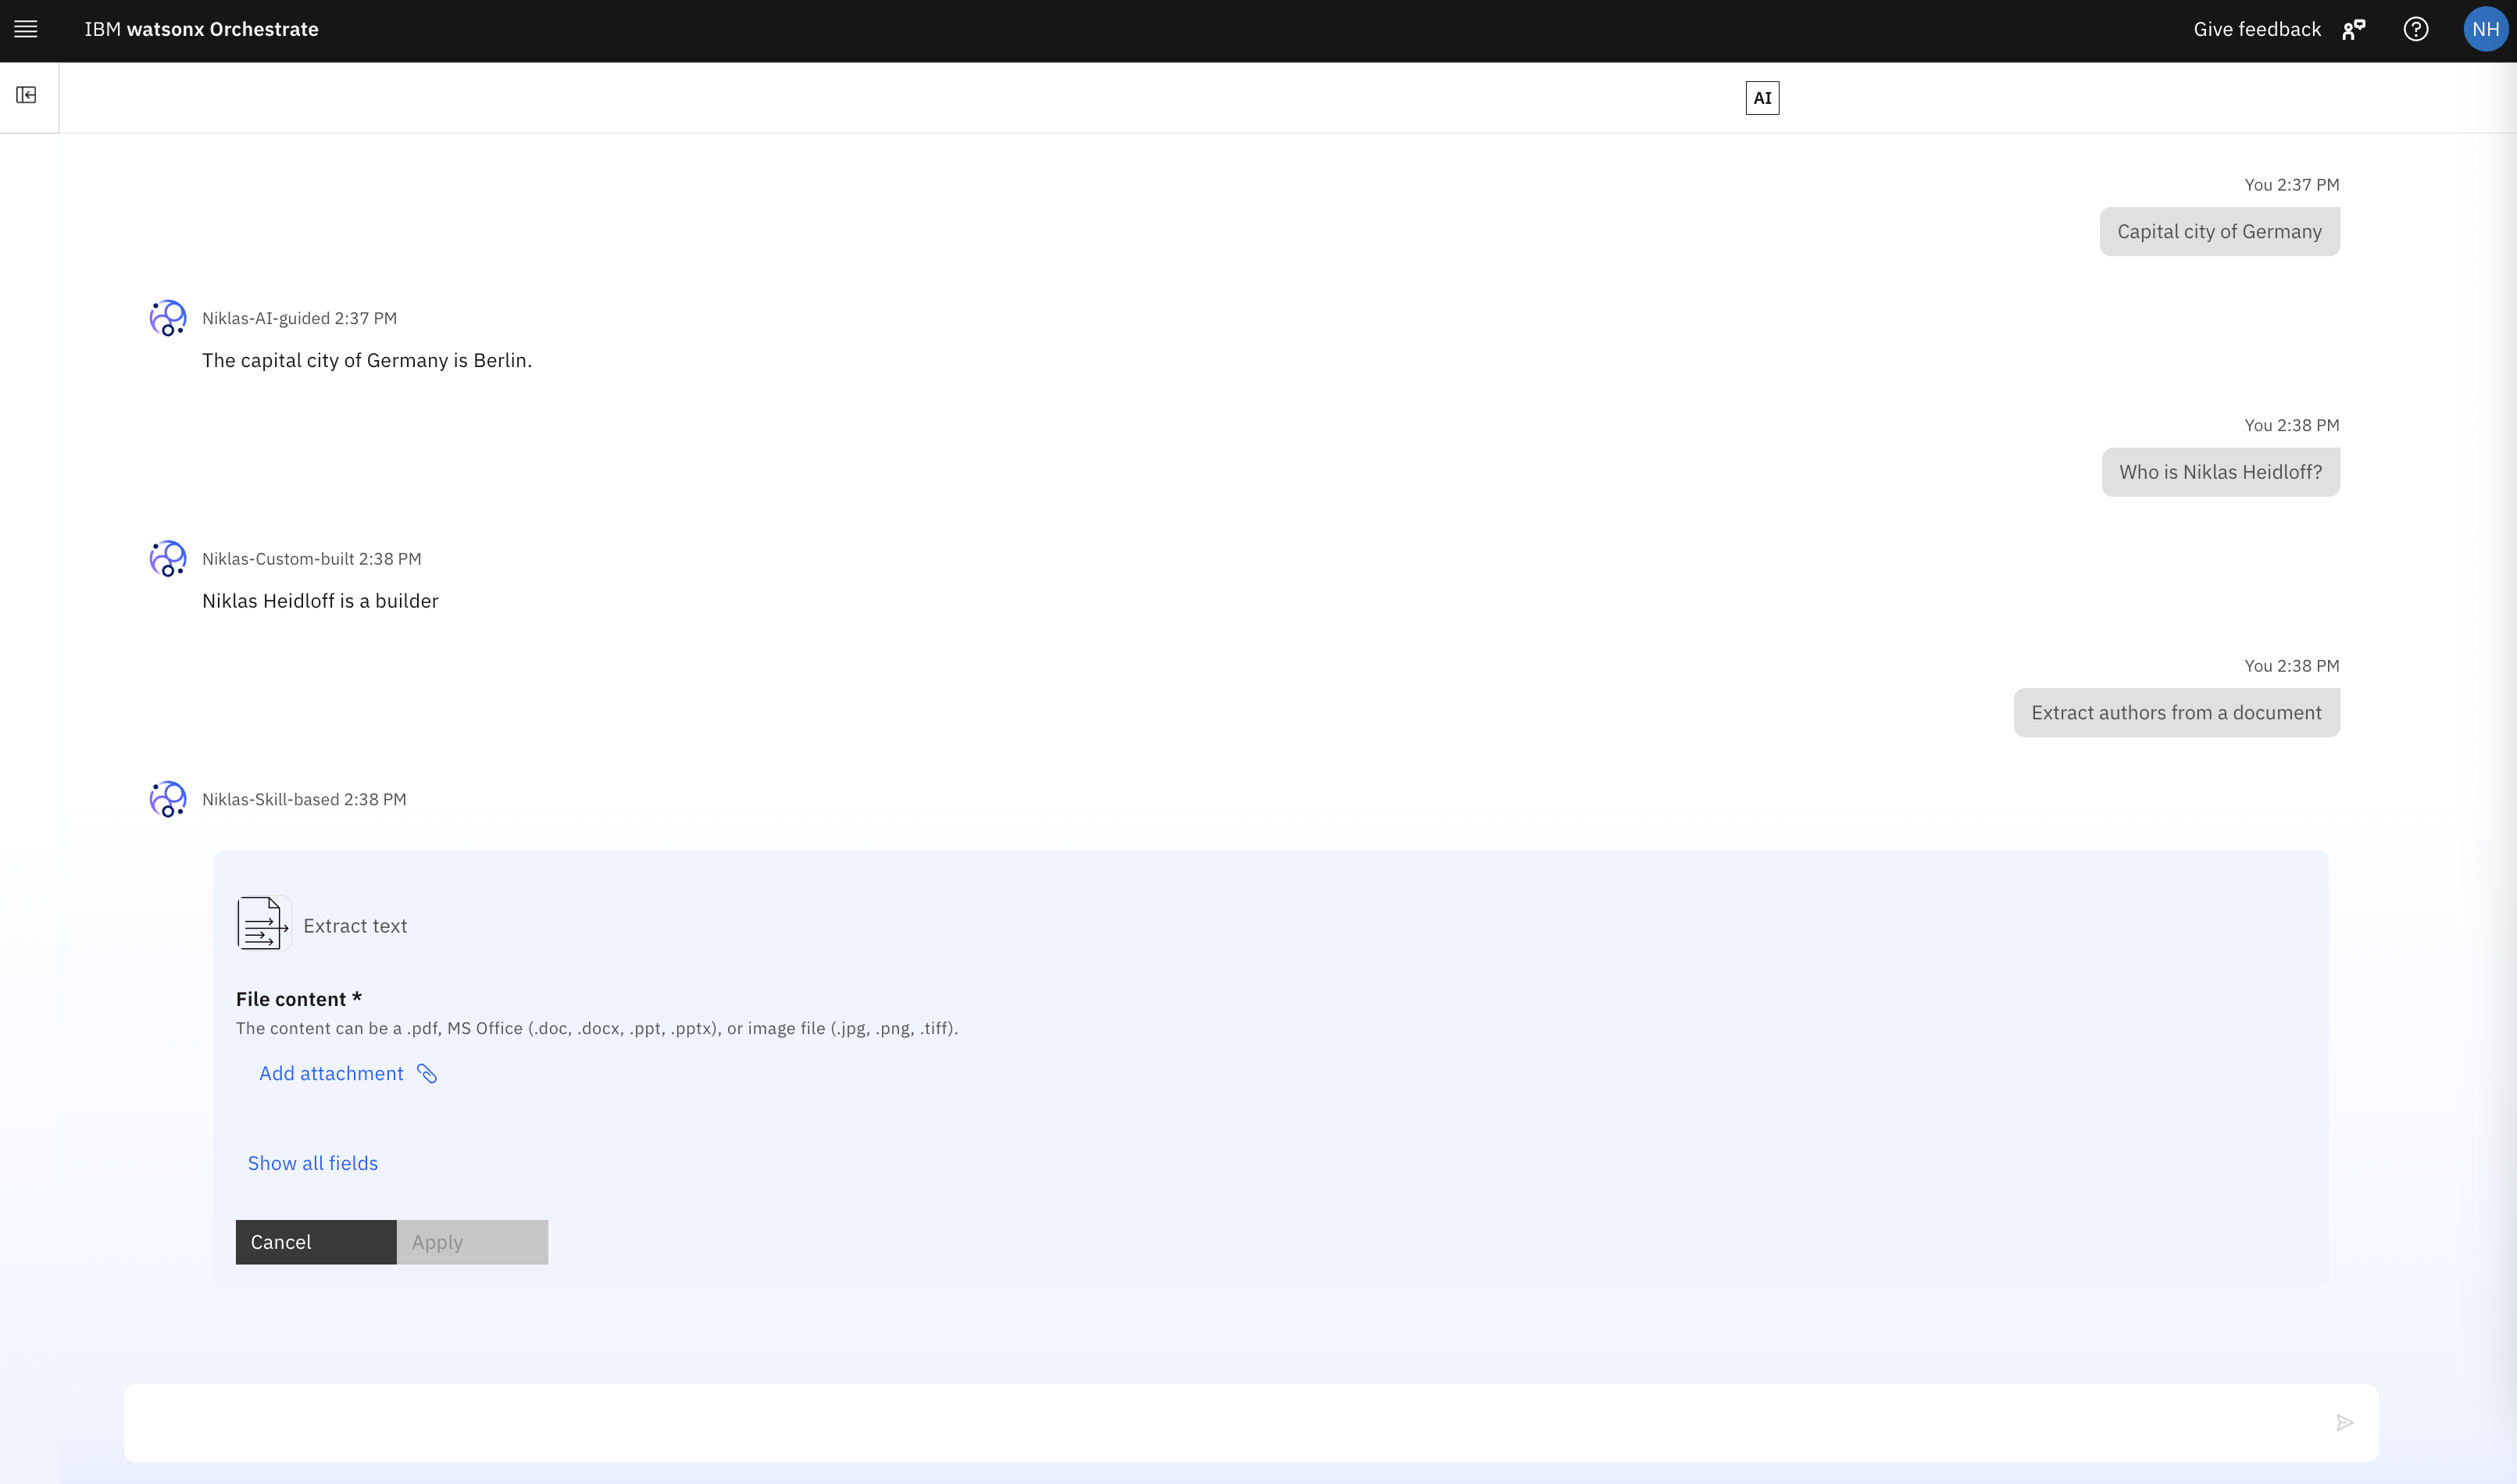 IBM watsonx Orchestrate
Give feedback
NH
AI
You 2:37 PM
Capital city of Germany
Niklas-AI-guided 2:37 PM
The capital city of Germany is Berlin.
You 2:38 PM
Who is Niklas Heidloff?
Niklas-Custom-built 2:38 PM
Niklas Heidloff is a builder
You 2:38 PM
Extract authors from a document
Niklas-Skill-based 2:38 PM
Extract text
File content *
The content can be a .pdf, MS Office (.doc, .docx, .ppt, .pptx), or image file (.jpg, .png, .tiff).
Add attachment
Show all fields
Cancel
Apply